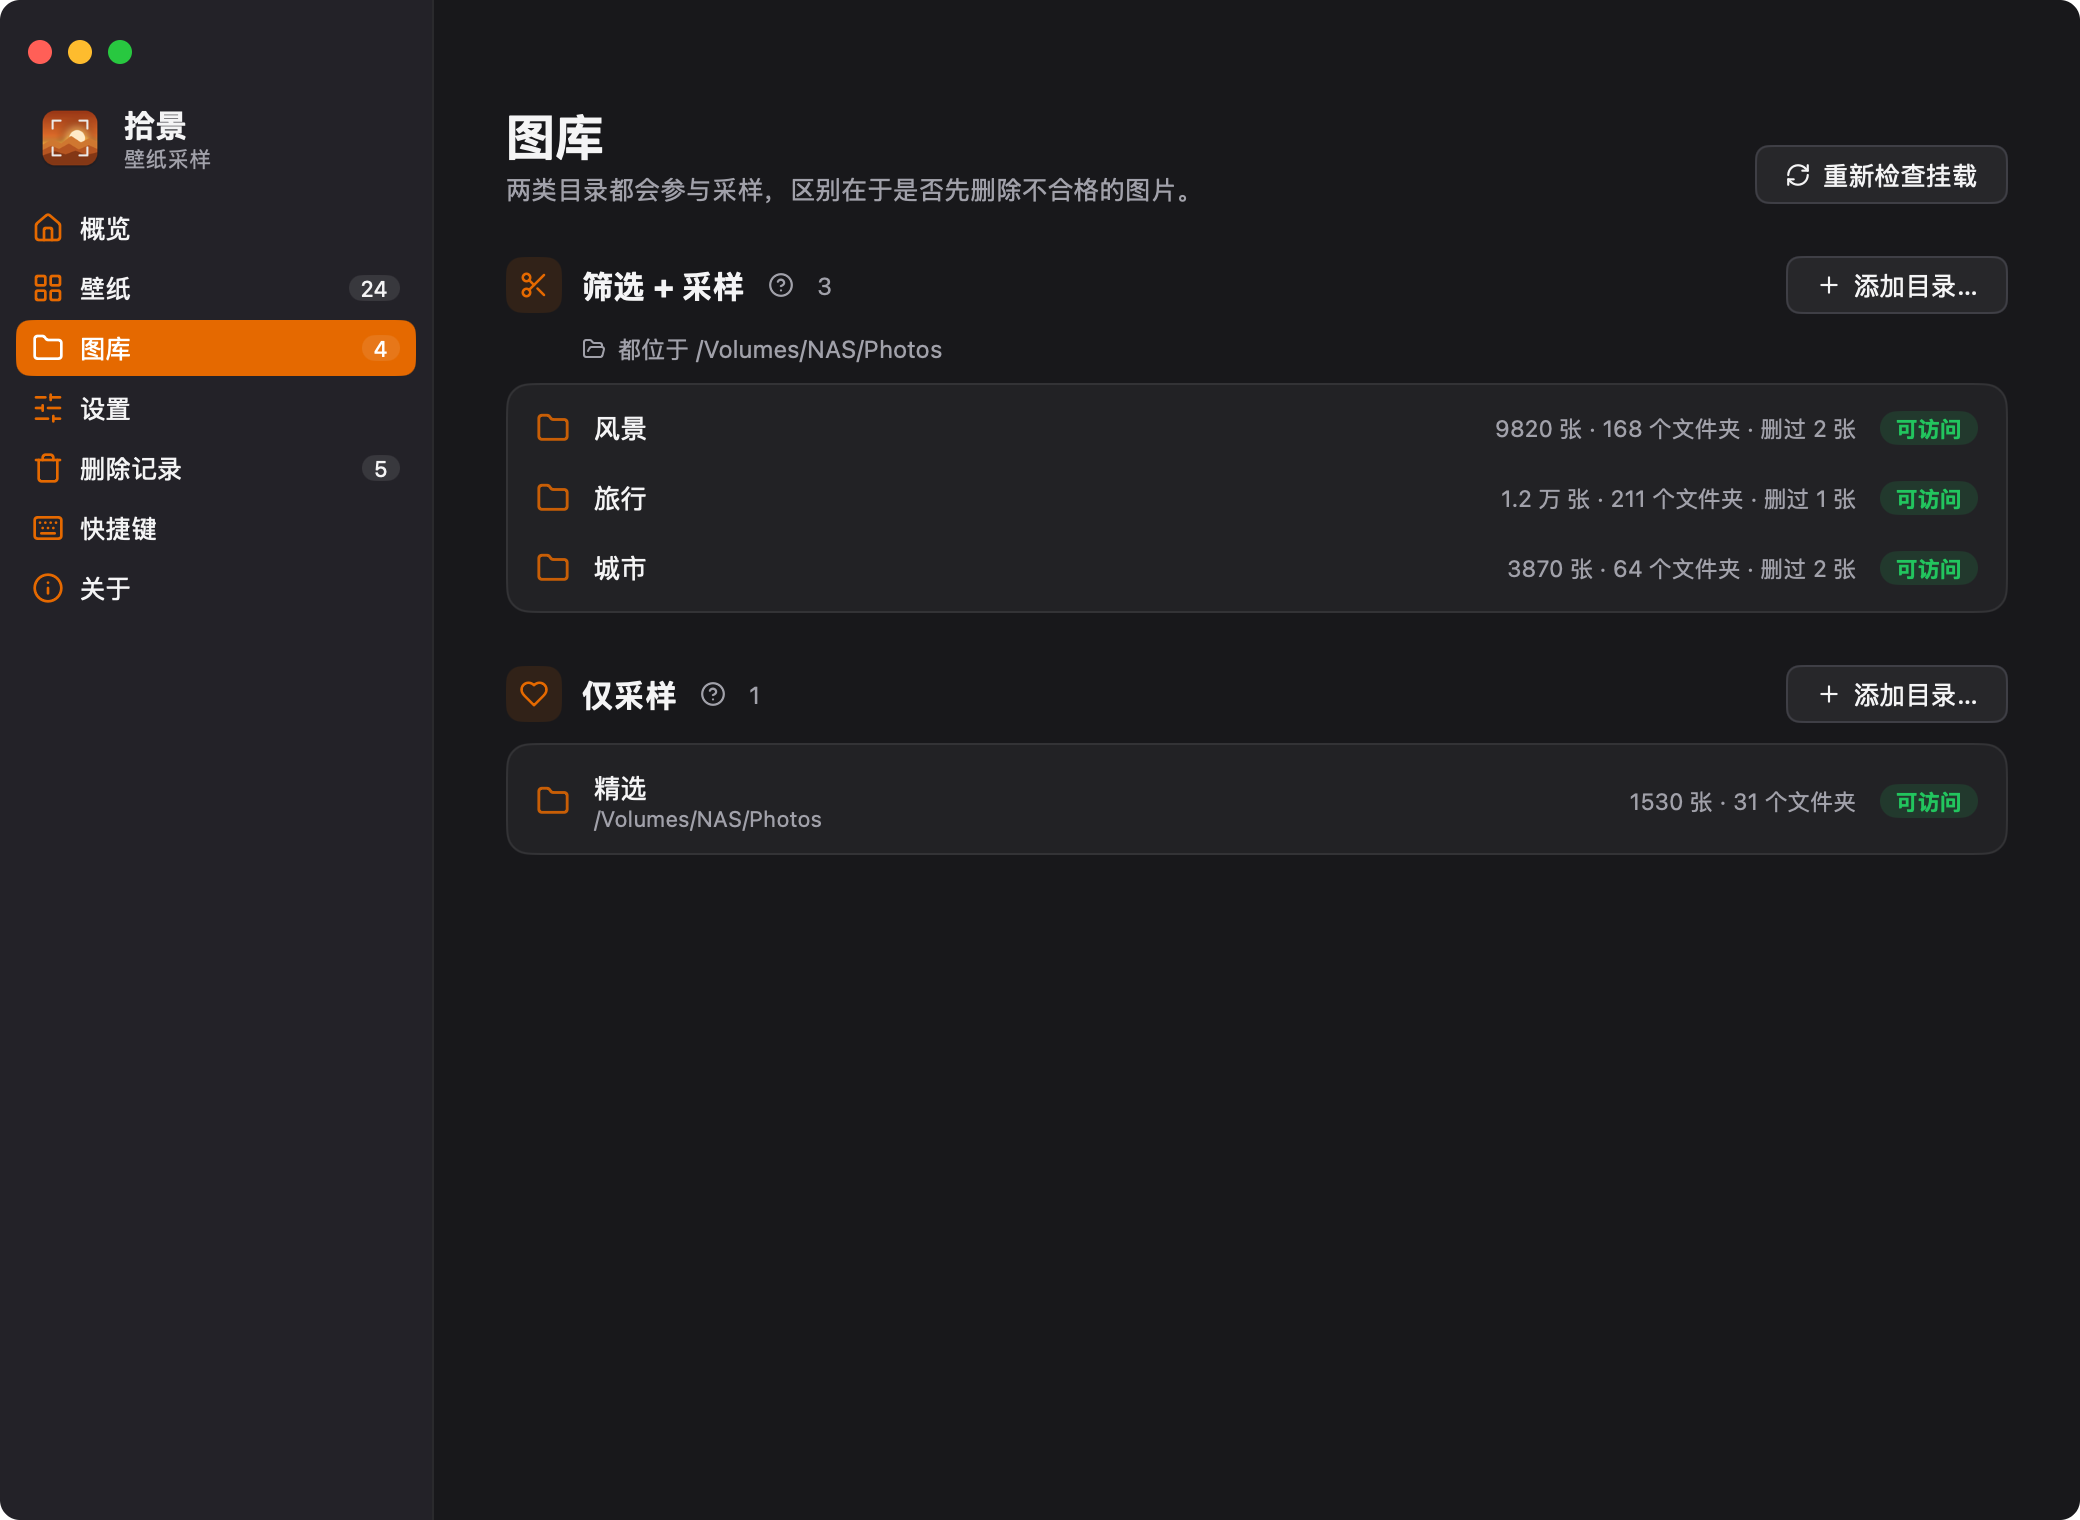 拾景
壁纸采样
概览
壁纸 24
图库 4
设置
删除记录 5
快捷键
关于
图库
两类目录都会参与采样，区别在于是否先删除不合格的图片。
重新检查挂载
筛选 + 采样 3
添加目录...
都位于 /Volumes/NAS/Photos
风景 9820 张 · 168 个文件夹 · 删过 2 张 可访问
旅行 1.2 万 张 · 211 个文件夹 · 删过 1 张 可访问
城市 3870 张 · 64 个文件夹 · 删过 2 张 可访问
仅采样 1
添加目录...
精选
/Volumes/NAS/Photos
1530 张 · 31 个文件夹 可访问